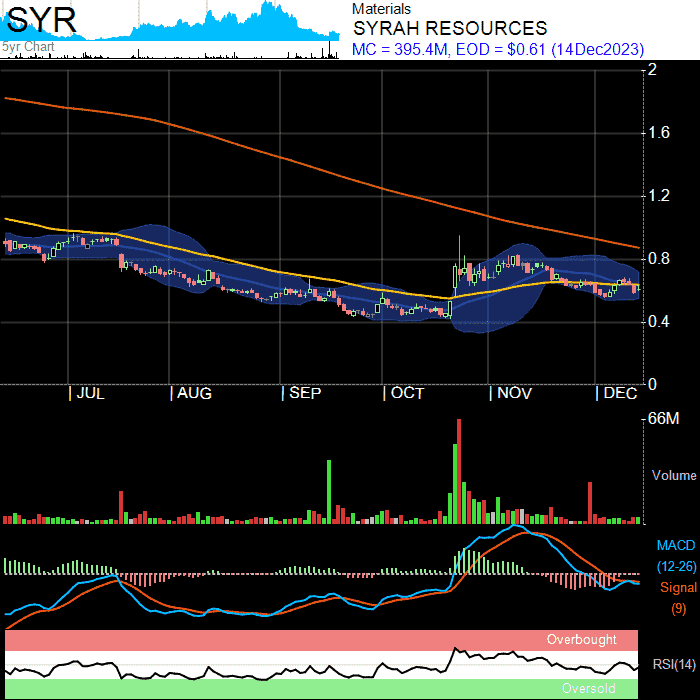 SYR
5yr Chart
Materials
SYRAH RESOURCES
MC = 395.4M, EOD = $0.61 (14Dec2023)
2
1.6
1.2
0.8
0.4
0
| JUL | AUG | SEP | OCT | NOV | DEC
66M
Volume
MACD
(12-26)
Signal
(9)
Overbought
RSI(14)
Oversold